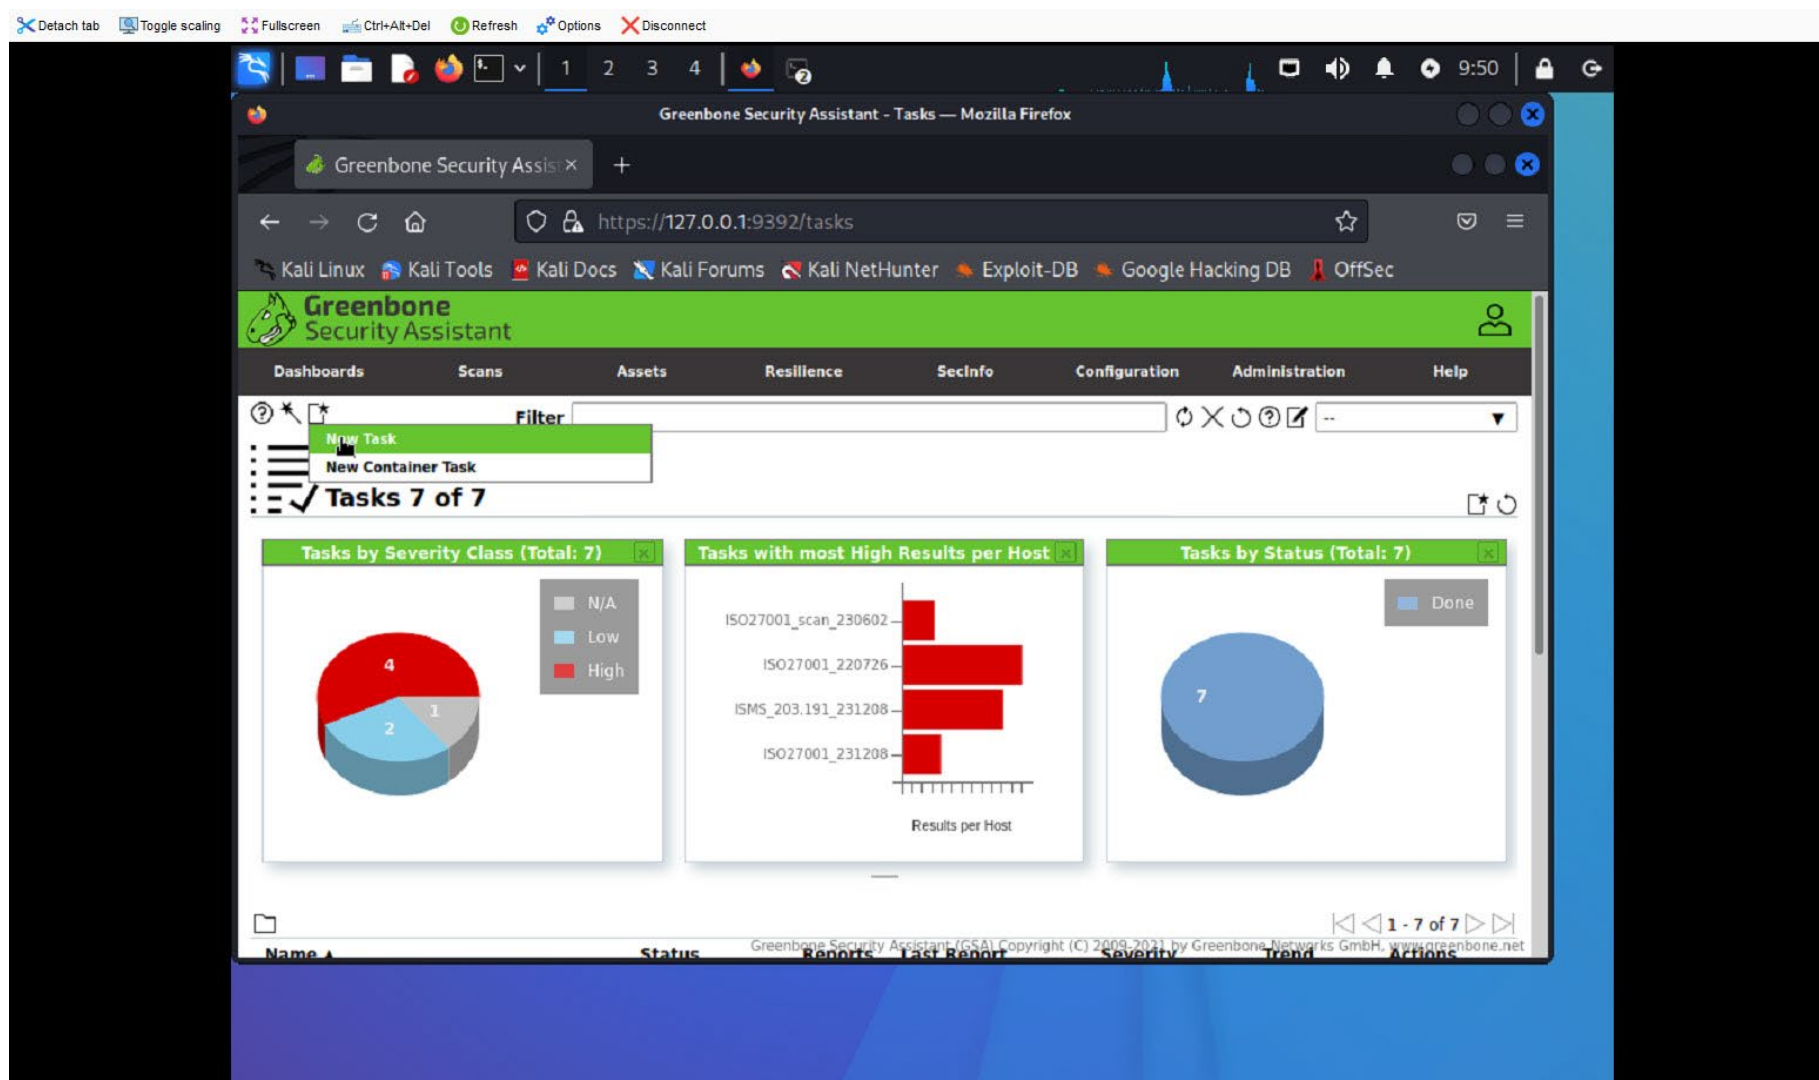 Detach tab Toggle scaling Fullscreen Ctrl+Alt+Del Refresh Options Disconnect
1 2 3 4 2 9:50
Greenbone Security Assistant - Tasks — Mozilla Firefox
Greenbone Security Assis
https://127.0.0.1:9392/tasks
Kali Linux Kali Tools Kali Docs Kali Forums Kali NetHunter Exploit-DB Google Hacking DB OffSec
Greenbone
Security Assistant
Dashboards Scans Assets Resilience SecInfo Configuration Administration Help
Filter --
New Task
New Container Task
Tasks 7 of 7
Tasks by Severity Class (Total: 7)
N/A
Low
High
4
1
2
Tasks with most High Results per Host
ISO27001_scan_230602
ISO27001_220726
ISMS_203.191_231208
ISO27001_231208
Results per Host
Tasks by Status (Total: 7)
Done
7
1 - 7 of 7
Greenbone Security Assistant (GSA) Copyright (C) 2009-2021 by Greenbone Networks GmbH, www.greenbone.net
Name Status Reports Last Report Severity Trend Actions